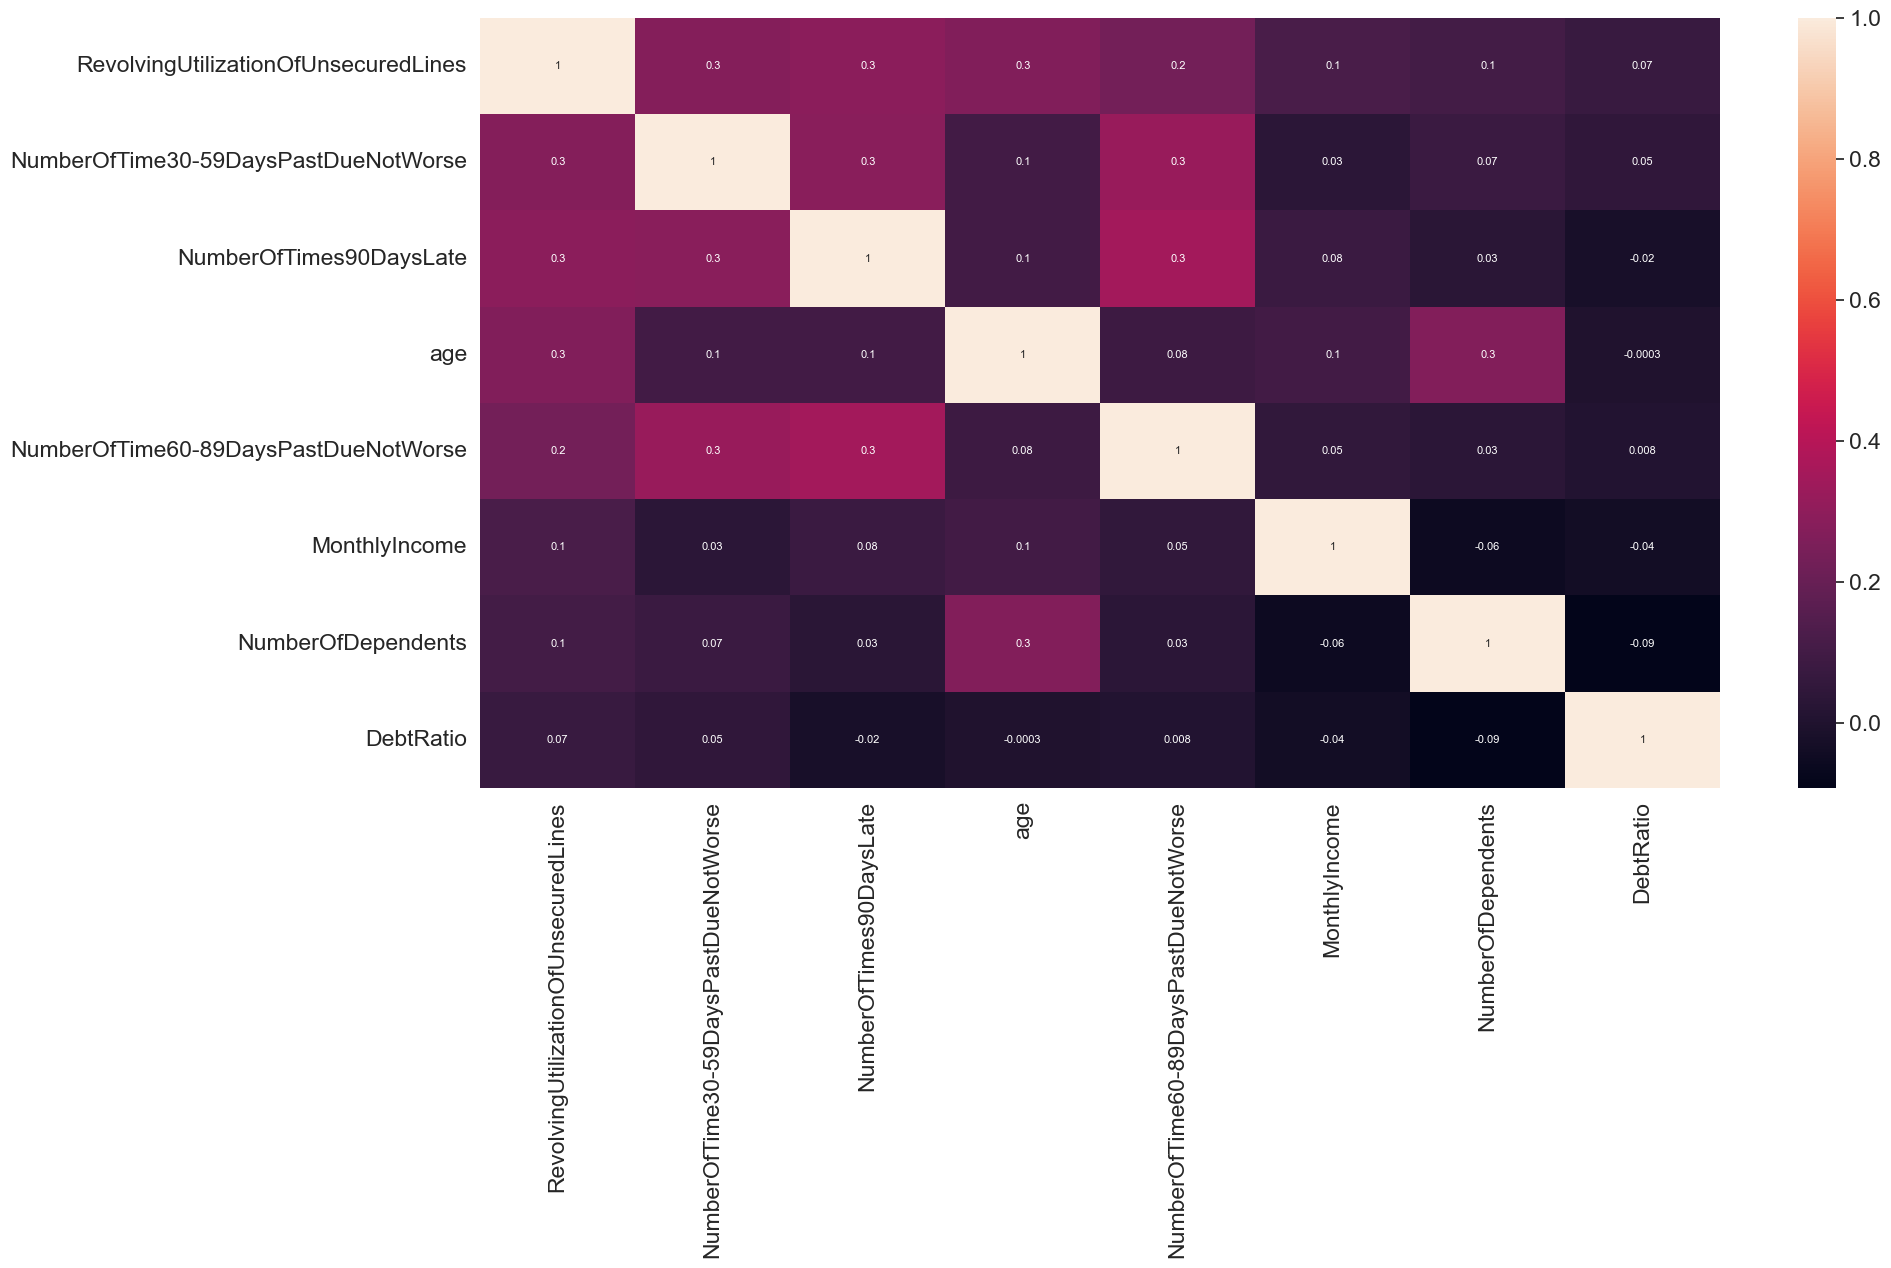 RevolvingUtilizationOfUnsecuredLines 1 0.3 0.3 0.3 0.2 0.1 0.1 0.07
NumberOfTime30-59DaysPastDueNotWorse 0.3 1 0.3 0.1 0.3 0.03 0.07 0.05
NumberOfTimes90DaysLate 0.3 0.3 1 0.1 0.3 0.08 0.03 -0.02
age 0.3 0.1 0.1 1 0.08 0.1 0.3 -0.0003
NumberOfTime60-89DaysPastDueNotWorse 0.2 0.3 0.3 0.08 1 0.05 0.03 0.008
MonthlyIncome 0.1 0.03 0.08 0.1 0.05 1 -0.06 -0.04
NumberOfDependents 0.1 0.07 0.03 0.3 0.03 -0.06 1 -0.09
DebtRatio 0.07 0.05 -0.02 -0.0003 0.008 -0.04 -0.09 1
RevolvingUtilizationOfUnsecuredLines
NumberOfTime30-59DaysPastDueNotWorse
NumberOfTimes90DaysLate
age
NumberOfTime60-89DaysPastDueNotWorse
MonthlyIncome
NumberOfDependents
DebtRatio
1.0
0.8
0.6
0.4
0.2
0.0